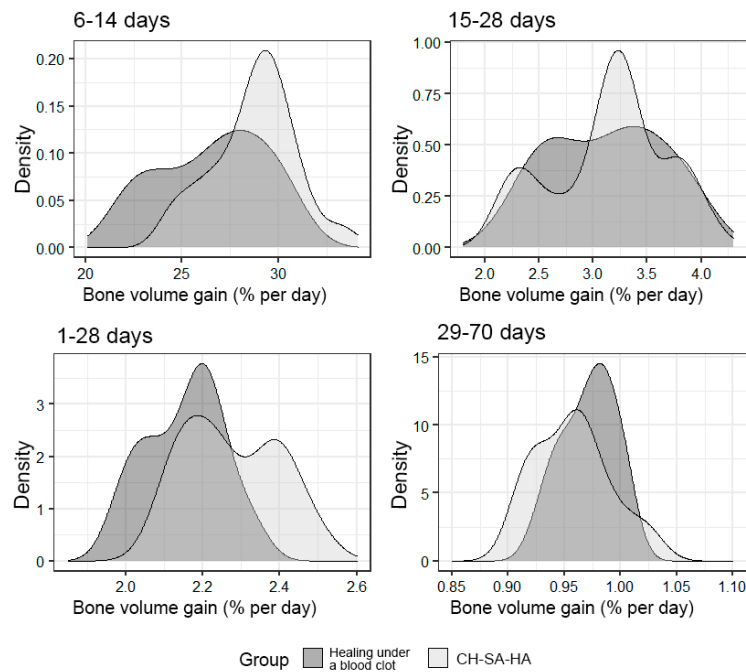 6-14 days
15-28 days
Density
0.20
0.15
0.10
0.05
0.00
20
25
30
Bone volume gain (% per day)
Density
1.00
0.75
0.50
0.25
0.00
2.0
2.5
3.0
3.5
4.0
Bone volume gain (% per day)
1-28 days
29-70 days
Density
3
2
1
0
2.0
2.2
2.4
2.6
Bone volume gain (% per day)
Density
15
10
5
0
0.85
0.90
0.95
1.00
1.05
1.10
Bone volume gain (% per day)
Group
Healing under
a blood clot
CH-SA-HA